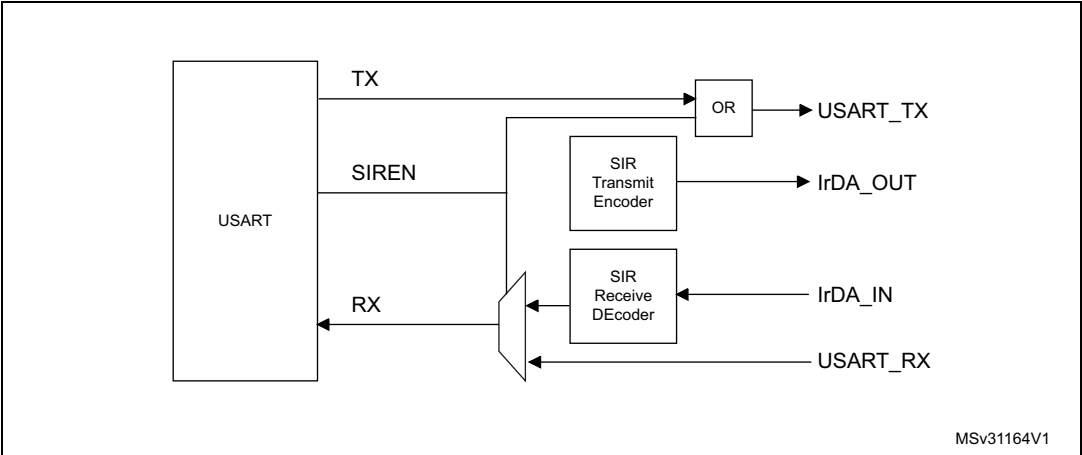 TX
OR
USART_TX
SIREN
SIR
Transmit
Encoder
IrDA_OUT
USART
SIR
Receive
DEcoder
IrDA_IN
RX
USART_RX
MSv31164V1